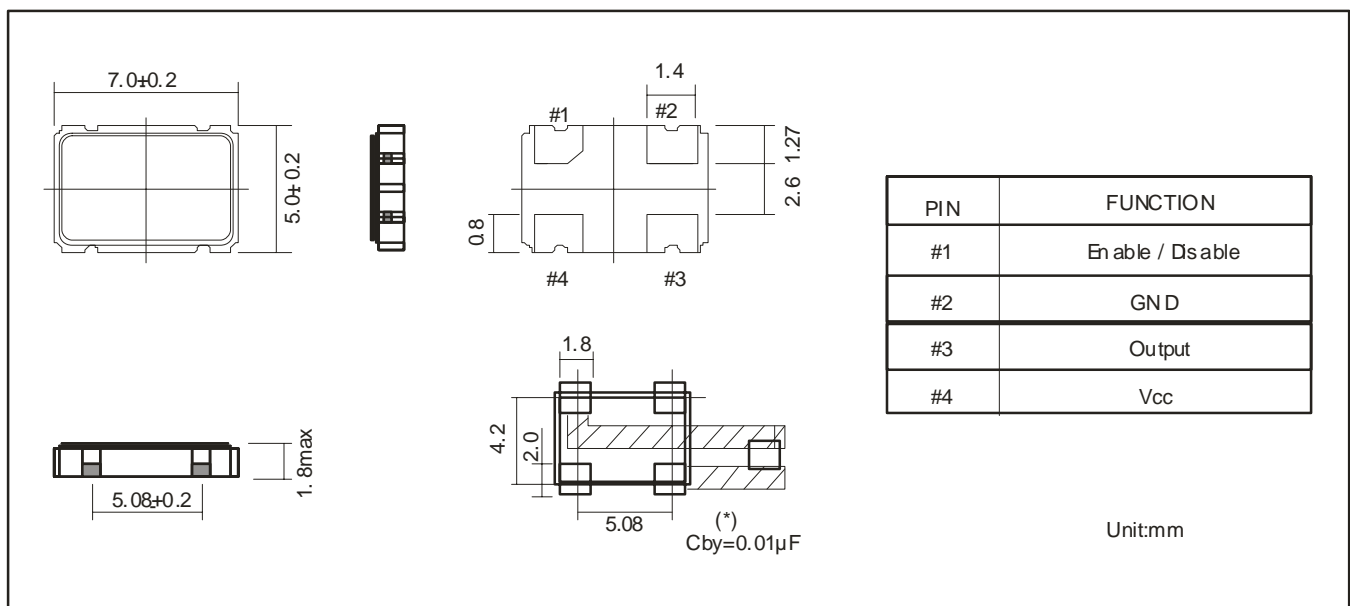 7.0±0.2
5.0± 0.2
#1
#2
1.4
1.27
2.6
0.8
#4
#3
1.8max
5.08±0.2
1.8
4.2
2.0
5.08
(*)
Cby=0.01µF
PIN FUNCTION
#1 Enable / Disable
#2 GND
#3 Output
#4 Vcc
Unit:mm